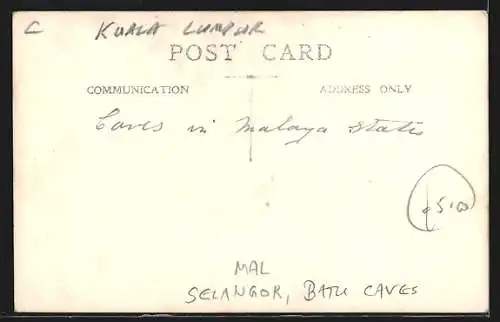 C KUALA LUMPUR
POST CARD
COMMUNICATION ADDRESS ONLY
Caves in Malaya States
5.00
MAL
SELANGOR, BATU CAVES